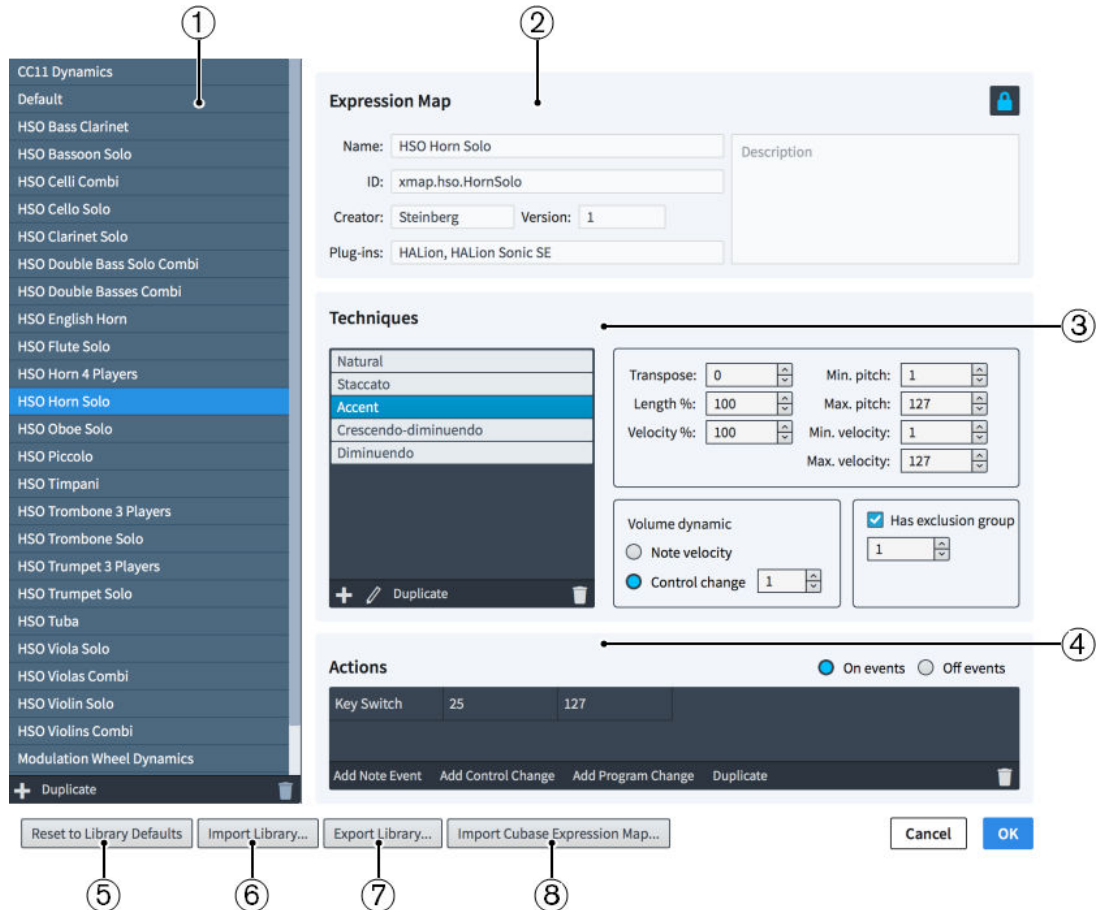 ① ②
CC11 Dynamics
Default
HSO Bass Clarinet
HSO Bassoon Solo
HSO Celli Combi
HSO Cello Solo
HSO Clarinet Solo
HSO Double Bass Solo Combi
HSO Double Basses Combi
HSO English Horn
HSO Flute Solo
HSO Horn 4 Players
HSO Horn Solo
HSO Oboe Solo
HSO Piccolo
HSO Timpani
HSO Trombone 3 Players
HSO Trombone Solo
HSO Trumpet 3 Players
HSO Trumpet Solo
HSO Tuba
HSO Viola Solo
HSO Violas Combi
HSO Violin Solo
HSO Violins Combi
Modulation Wheel Dynamics
Duplicate
Expression Map
Name: HSO Horn Solo
Description
ID: xmap.hso.HornSolo
Creator: Steinberg Version: 1
Plug-ins: HALion, HALion Sonic SE
Techniques
③
Natural
Staccato
Accent
Crescendo-diminuendo
Diminuendo
Duplicate
Transpose: 0 Min. pitch: 1
Length %: 100 Max. pitch: 127
Velocity %: 100 Min. velocity: 1
Max. velocity: 127
Volume dynamic
Note velocity
Control change 1
Has exclusion group
1
④
Actions On events Off events
Key Switch 25 127
Add Note Event Add Control Change Add Program Change Duplicate
Reset to Library Defaults Import Library... Export Library... Import Cubase Expression Map... Cancel OK
⑤ ⑥ ⑦ ⑧